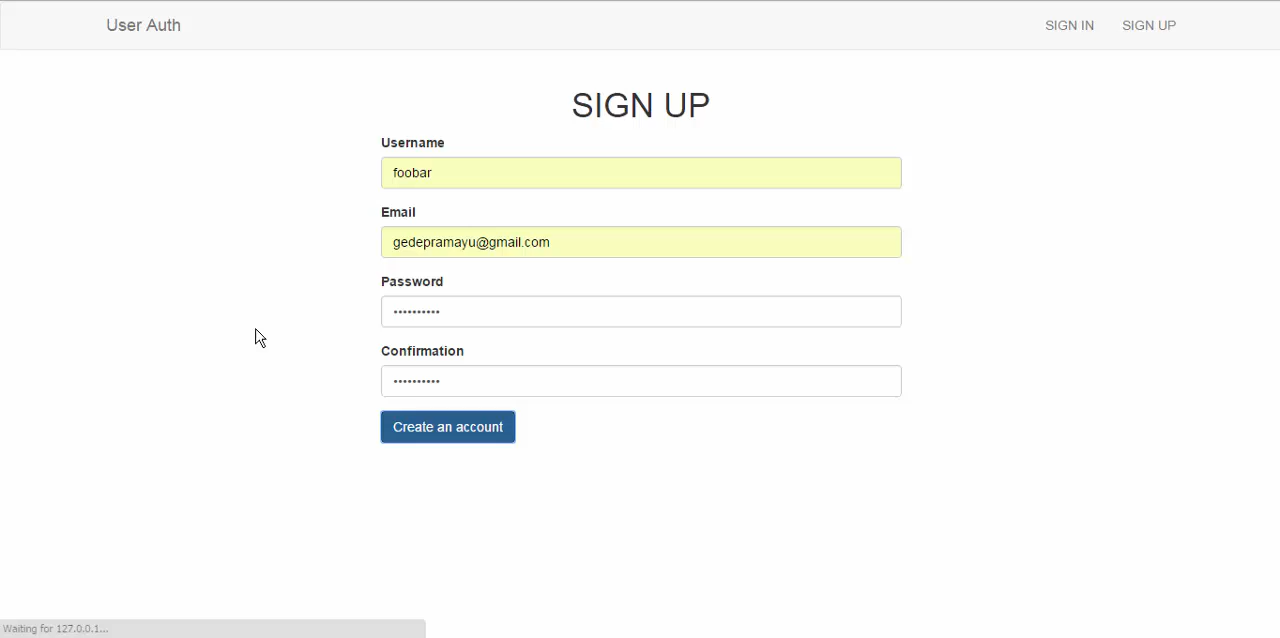 User Auth SIGN IN SIGN UP
SIGN UP
Username
foobar
Email
gedepramayu@gmail.com
Password
••••••••••
Confirmation
••••••••••
Create an account
Waiting for 127.0.0.1...